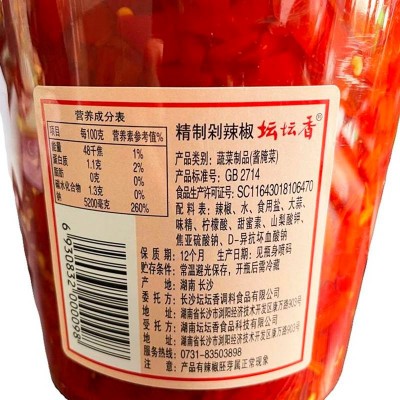 营养成分表
项目 每100克 营养素参考值%
能量 48千焦 1%
蛋白质 1.1克 2%
脂肪 0克 0%
碳水化合物 1.3克
钠 5200毫克 260%
6930832000098
精制剁辣椒 坛坛香®
产品类别:蔬菜制品(酱腌菜)
产品标准号:GB 2714
食品生产许可证号:SC11643018106470
配料表:辣椒、水、食用盐、大蒜、
味精、柠檬酸、甜蜜素、山梨酸钾、
焦亚硫酸钠、D-异抗坏血酸钠
保质期:12个月 生产日期:见瓶身喷码
贮存条件:常温避光保存,开瓶后需冷藏
产地:湖南 长沙
委托方:长沙坛坛香调料食品有限公司
地址:湖南省长沙市浏阳经济技术开发区康万路903号
受托方:湖南坛坛香食品科技有限公司
地址:湖南省长沙市浏阳经济技术开发区康万路903号
服务热线:0731-83503898
产品有辣椒胚芽属正常现象